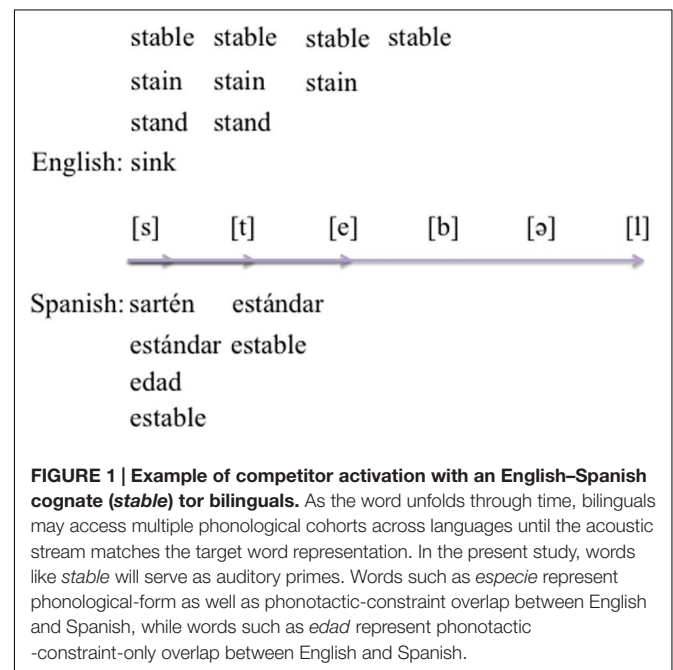 stable stable stable stable
stain stain stain
stand stand
English: sink
[s] [t] [e] [b] [ə] [l]
Spanish: sartén estándar
estándar estable
edad
estable
FIGURE 1 | Example of competitor activation with an English–Spanish
cognate (stable) tor bilinguals. As the word unfolds through time, bilinguals
may access multiple phonological cohorts across languages until the acoustic
stream matches the target word representation. In the present study, words
like stable will serve as auditory primes. Words such as especie represent
phonological-form as well as phonotactic-constraint overlap between English
and Spanish, while words such as edad represent phonotactic
-constraint-only overlap between English and Spanish.